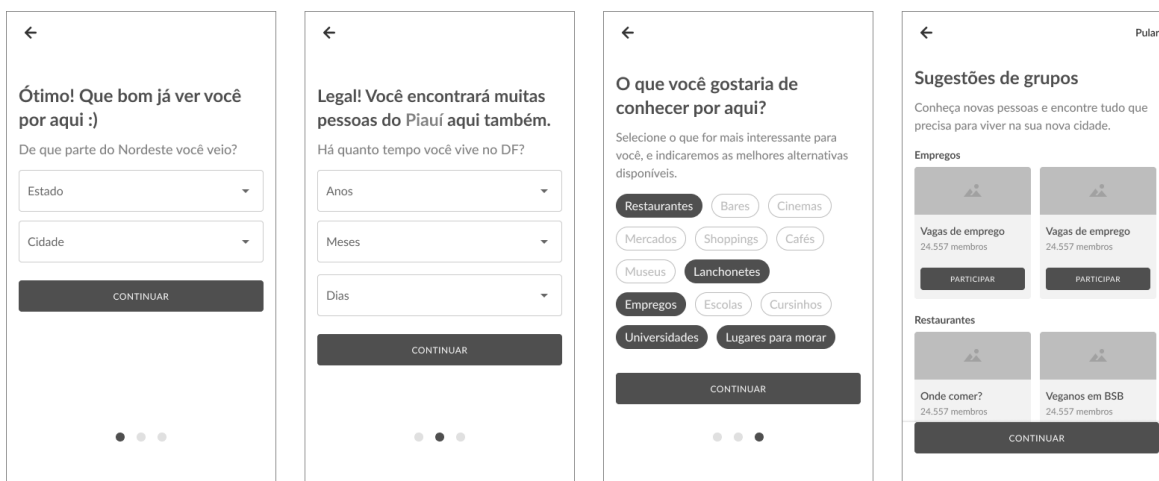 Ótimo! Que bom já ver você
por aqui :)
De que parte do Nordeste você veio?
Estado
Cidade
CONTINUAR
Legal! Você encontrará muitas
pessoas do Piauí aqui também.
Há quanto tempo você vive no DF?
Anos
Meses
Dias
CONTINUAR
O que você gostaria de
conhecer por aqui?
Selecione o que for mais interessante para
você, e indicaremos as melhores alternativas
disponíveis.
Restaurantes Bares Cinemas
Mercados Shoppings Cafés
Museus Lanchonetes
Empregos Escolas Cursinhos
Universidades Lugares para morar
CONTINUAR
Pular
Sugestões de grupos
Conheça novas pessoas e encontre tudo que
precisa para viver na sua nova cidade.
Empregos
Vagas de emprego Vagas de emprego
24.557 membros 24.557 membros
PARTICIPAR PARTICIPAR
Restaurantes
Onde comer? Veganos em BSB
24.557 membros 24.557 membros
CONTINUAR